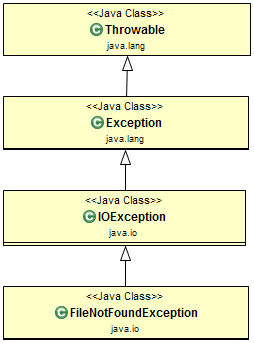 <<Java Class>>
Throwable
java.lang
<<Java Class>>
Exception
java.lang
<<Java Class>>
IOException
java.io
<<Java Class>>
FileNotFoundException
java.io